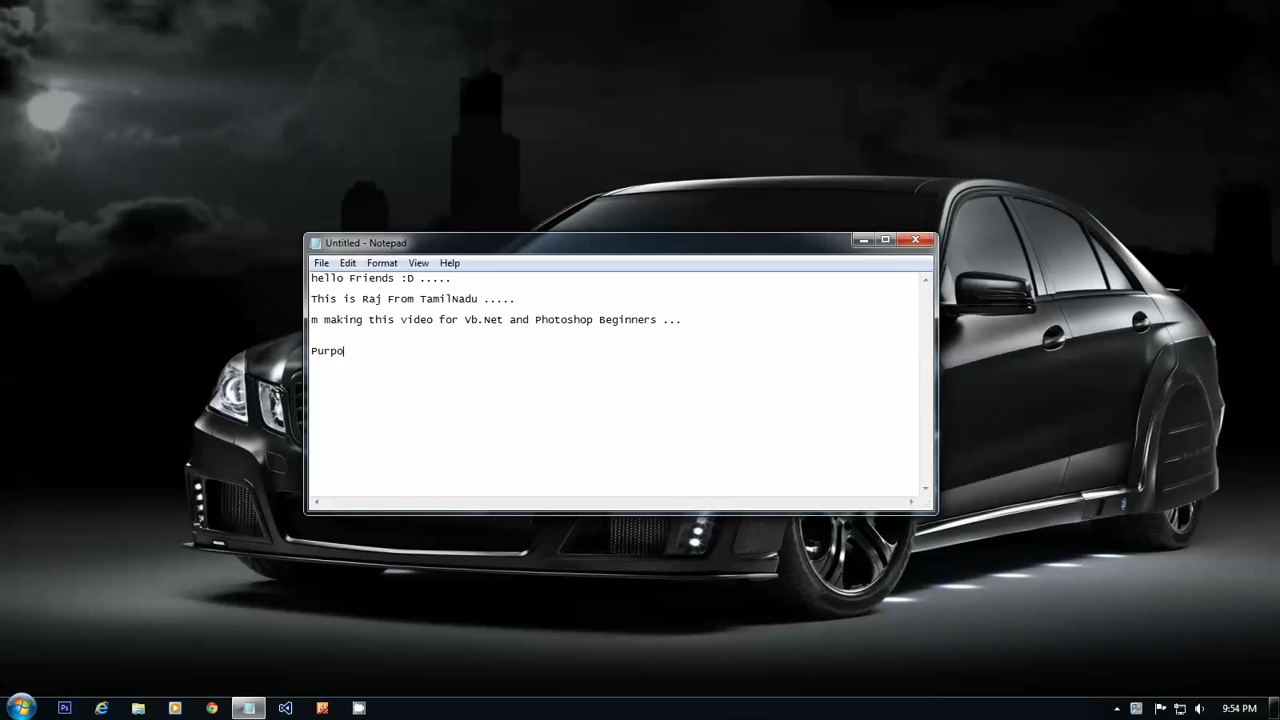 Untitled - Notepad
File Edit Format View Help
hello Friends :D .....
This is Raj From TamilNadu .....
m making this video for Vb.Net and Photoshop Beginners ...
Purpo
Ps
9:54 PM